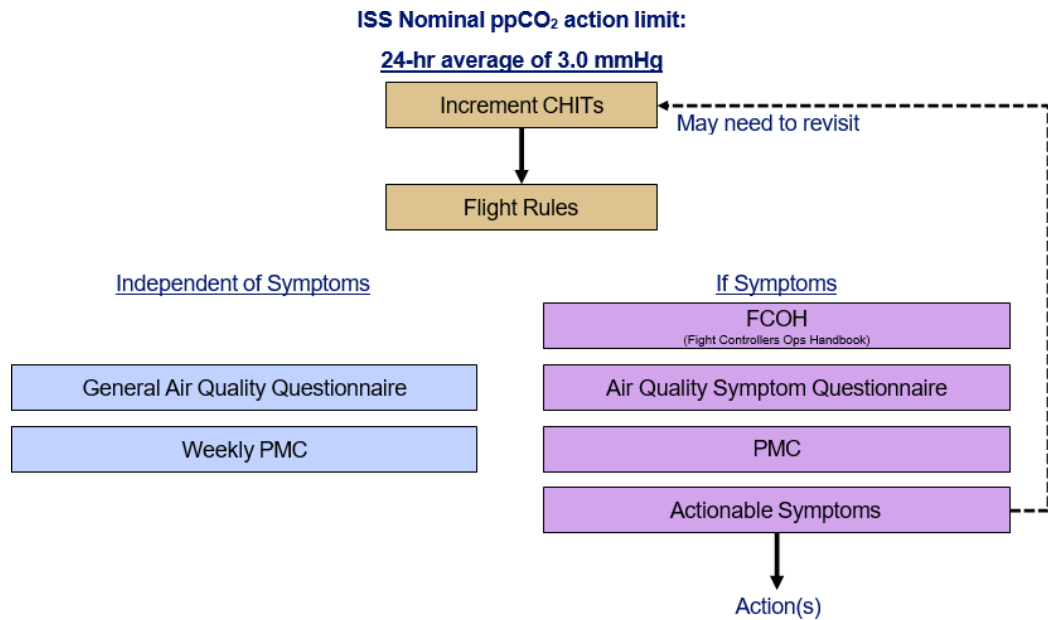 ISS Nominal ppCO₂ action limit:
24-hr average of 3.0 mmHg
Increment CHITs
May need to revisit
Flight Rules
Independent of Symptoms
If Symptoms
FCOH
(Fight Controllers Ops Handbook)
General Air Quality Questionnaire
Air Quality Symptom Questionnaire
Weekly PMC
PMC
Actionable Symptoms
Action(s)